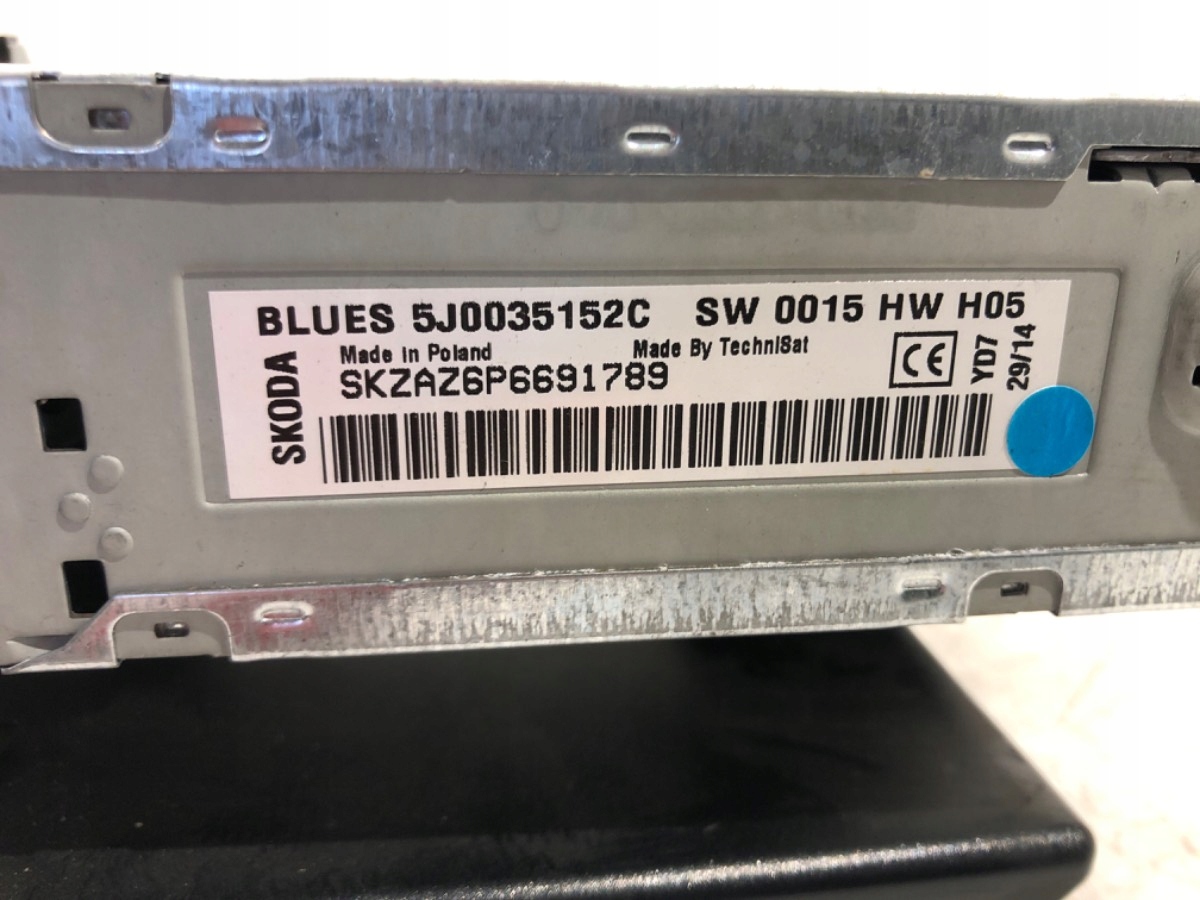 BLUES 5J0035152C SW 0015 HW H05
SKODA
Made in Poland Made By TechniSat
SKZAZ6P6691789
CE
YD7
29/14